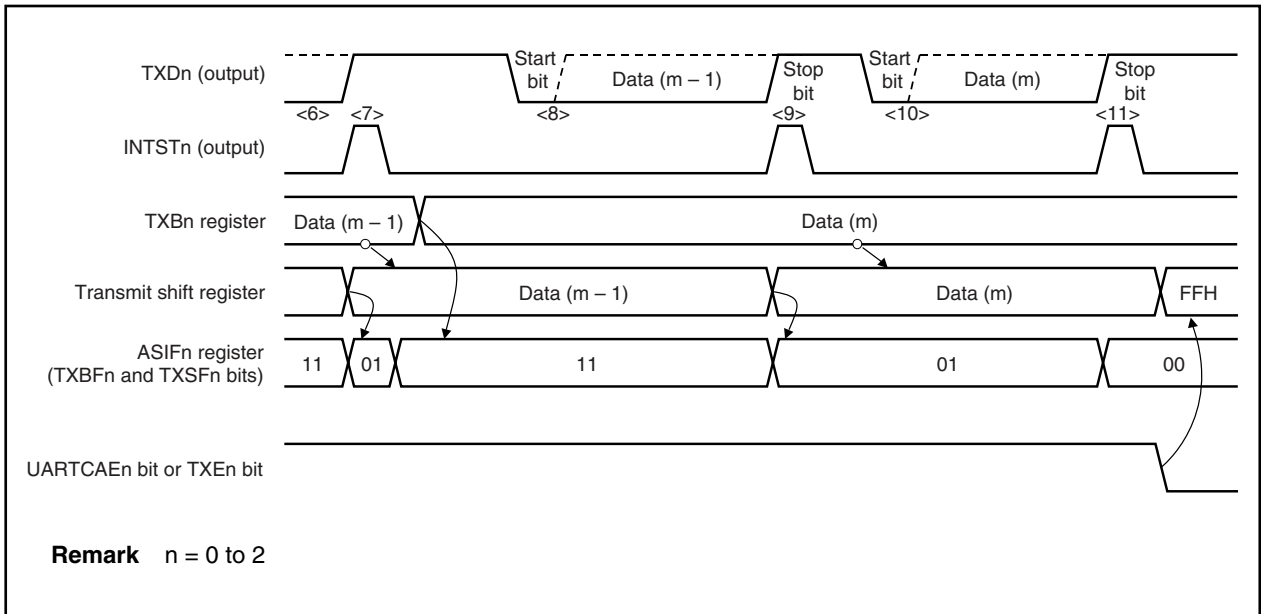 TXDn (output)
Start bit
Data (m – 1)
Stop bit
Start bit
Data (m)
Stop bit
<6> <7> <8> <9> <10> <11>
INTSTn (output)
TXBn register
Data (m – 1)
Data (m)
Transmit shift register
Data (m – 1)
Data (m)
FFH
ASIFn register
(TXBFn and TXSFn bits)
11
01
11
01
00
UARTCAEn bit or TXEn bit
Remark n = 0 to 2